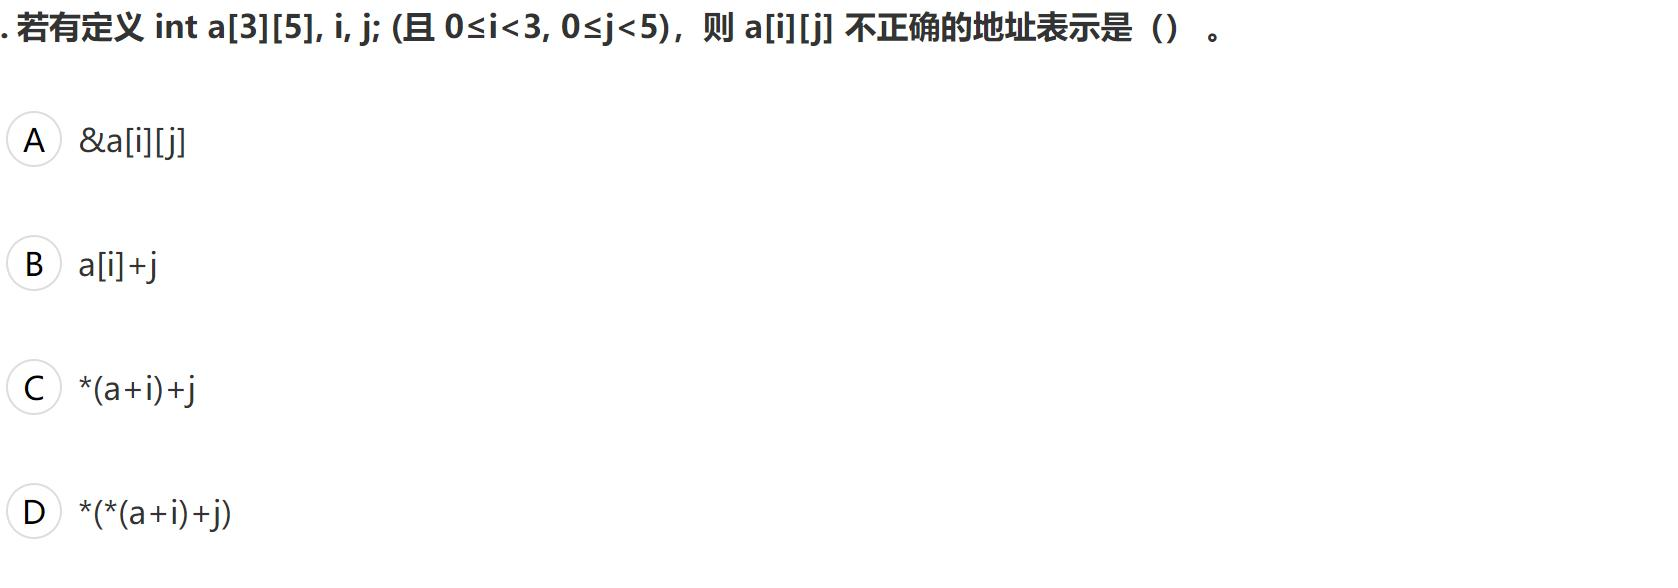 . 若有定义 int a[3][5], i, j; (且 0≤i<3, 0≤j<5)，则 a[i][j] 不正确的地址表示是（） 。
A &a[i][j]
B a[i]+j
C *(a+i)+j
D *(*(a+i)+j)